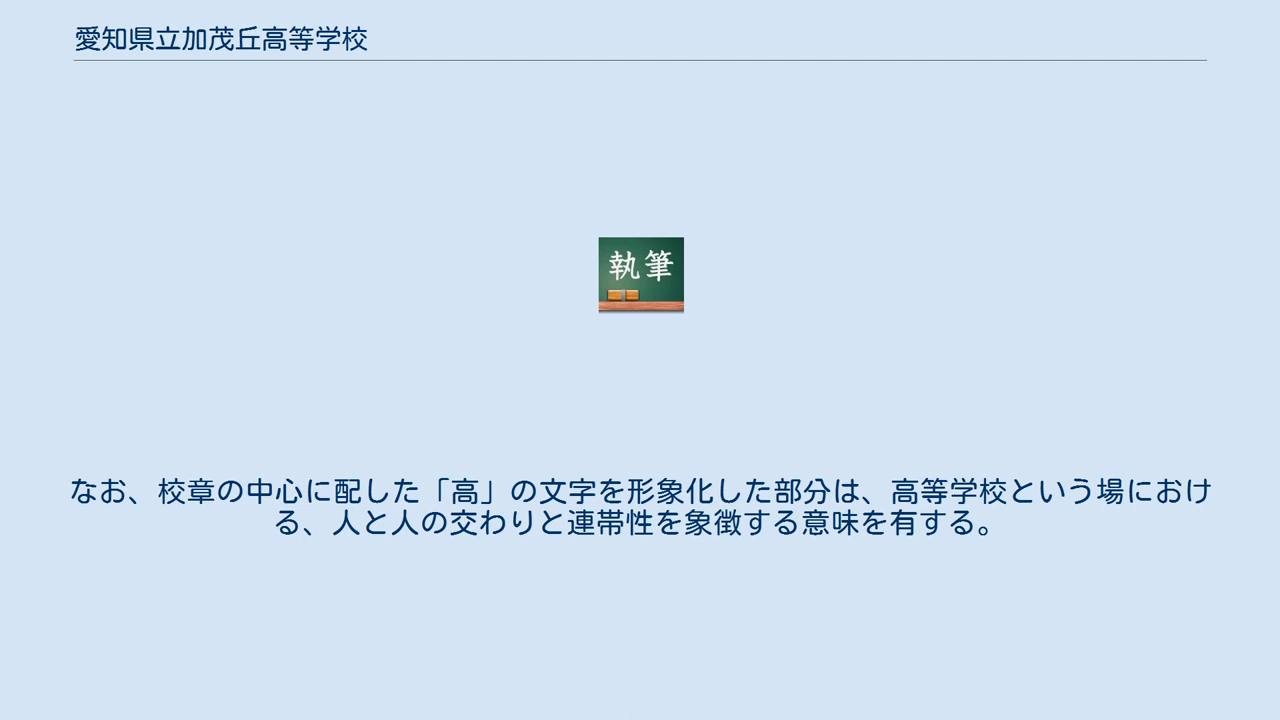 愛知県立加茂丘高等学校
執筆
なお、校章の中心に配した「高」の文字を形象化した部分は、高等学校という場におけ
る、人と人の交わりと連帯性を象徴する意味を有する。